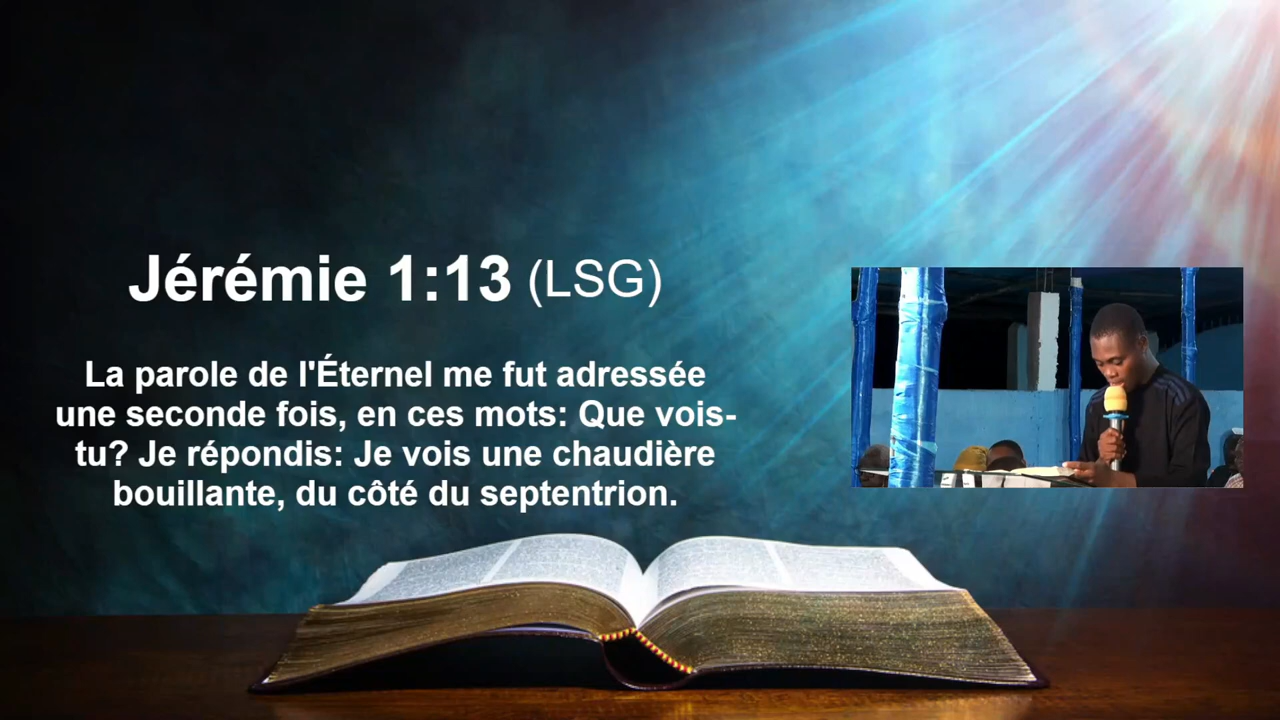 Jérémie 1:13 (LSG)
La parole de l'Éternel me fut adressée
une seconde fois, en ces mots: Que vois-
tu? Je répondis: Je vois une chaudière
bouillante, du côté du septentrion.